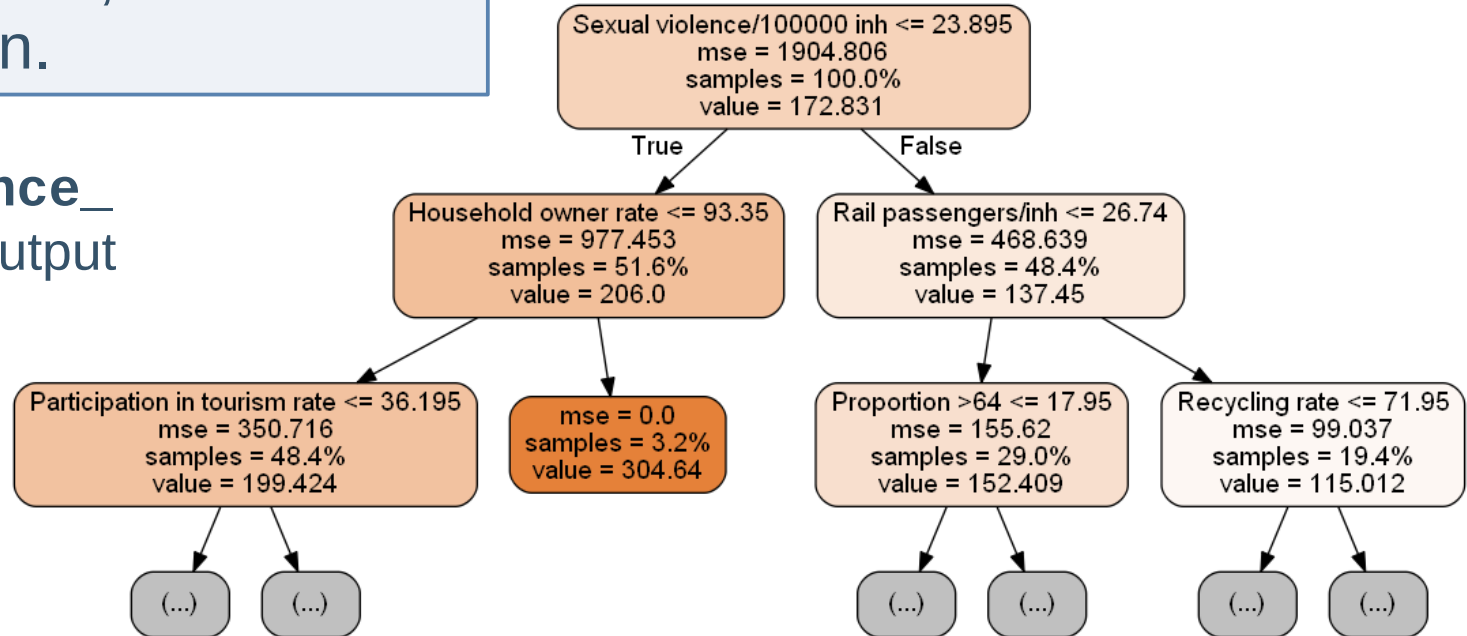 n.
nce_
utput
Sexual violence/100000 inh <= 23.895
mse = 1904.806
samples = 100.0%
value = 172.831
True
False
Household owner rate <= 93.35
mse = 977.453
samples = 51.6%
value = 206.0
Rail passengers/inh <= 26.74
mse = 468.639
samples = 48.4%
value = 137.45
Participation in tourism rate <= 36.195
mse = 350.716
samples = 48.4%
value = 199.424
mse = 0.0
samples = 3.2%
value = 304.64
Proportion >64 <= 17.95
mse = 155.62
samples = 29.0%
value = 152.409
Recycling rate <= 71.95
mse = 99.037
samples = 19.4%
value = 115.012
(...)
(...)
(...)
(...)
(...)
(...)